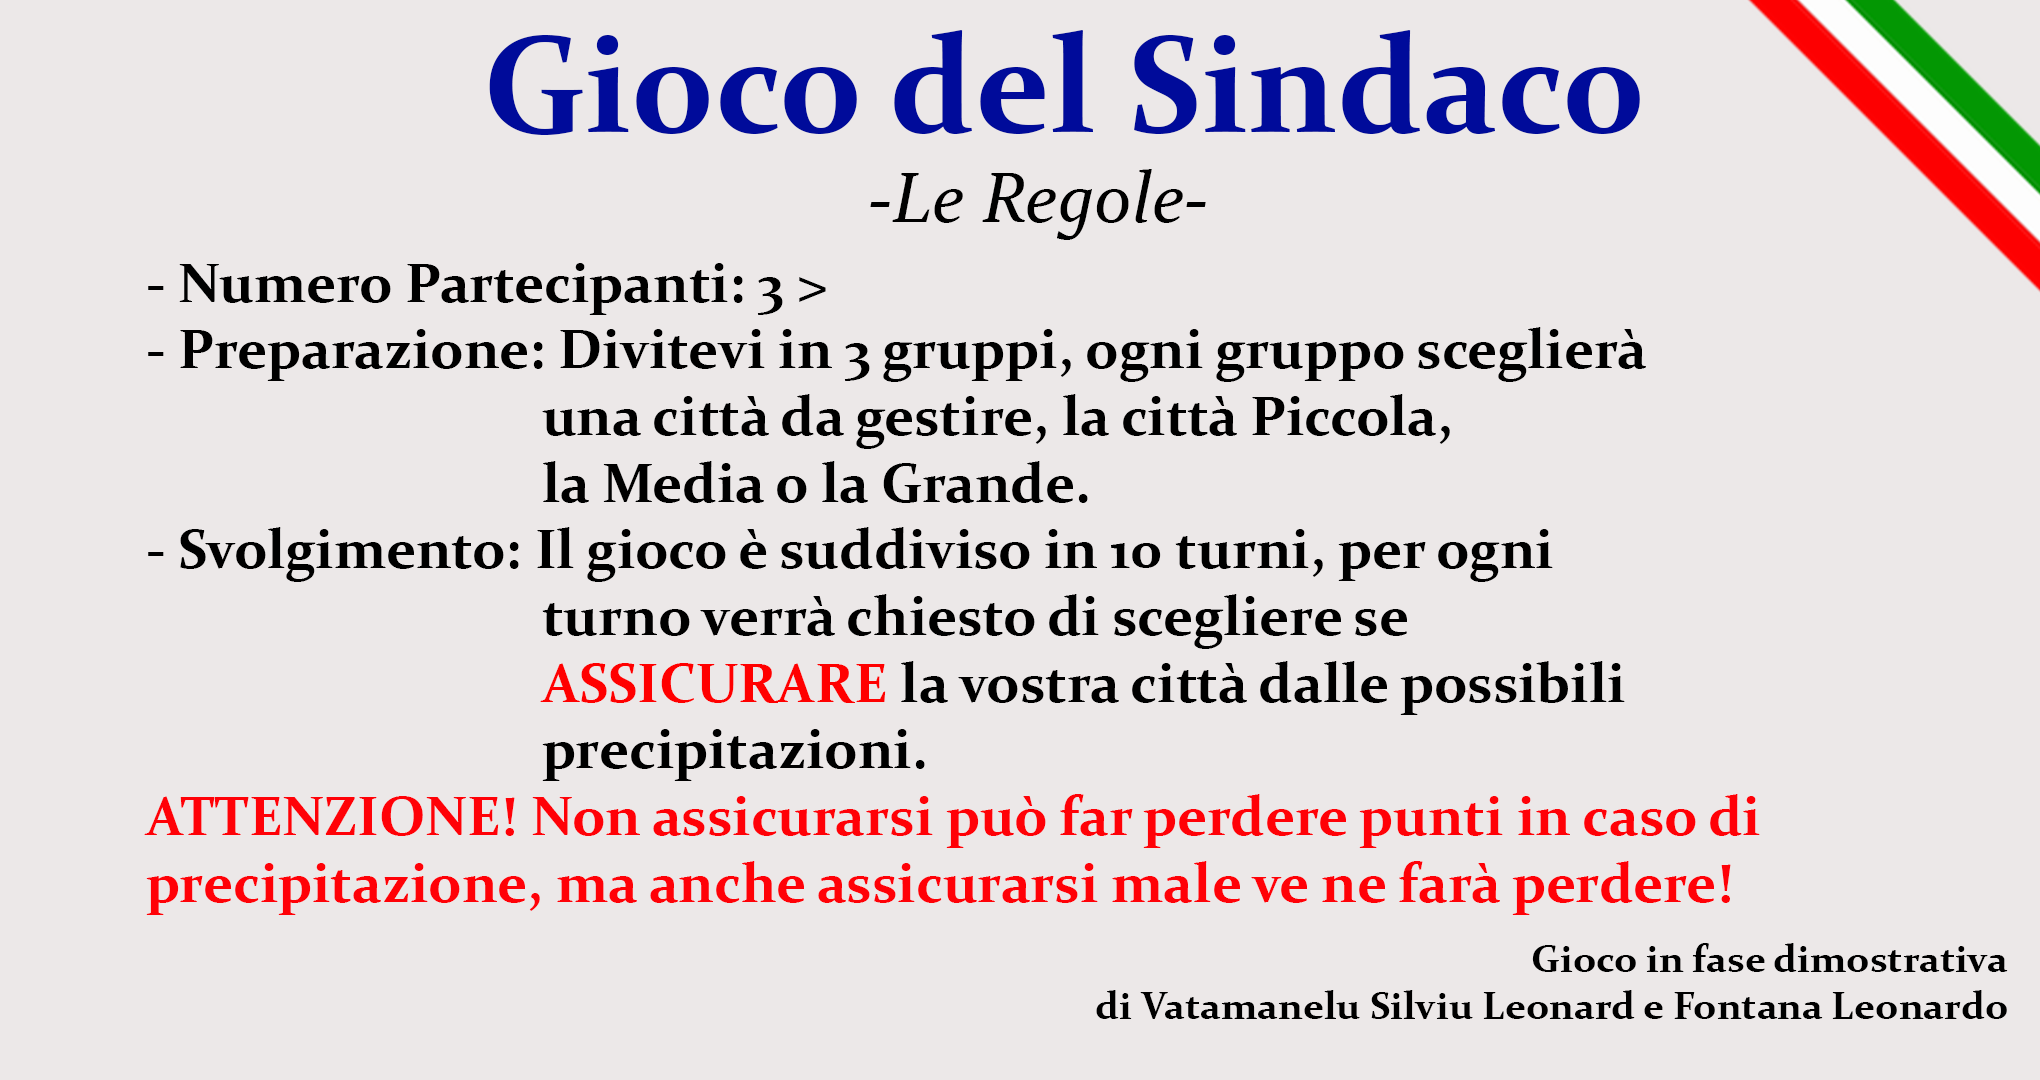 Gioco del Sindaco
-Le Regole-
- Numero Partecipanti: 3 >
- Preparazione: Divitevi in 3 gruppi, ogni gruppo sceglierà
una città da gestire, la città Piccola,
la Media o la Grande.
- Svolgimento: Il gioco è suddiviso in 10 turni, per ogni
turno verrà chiesto di scegliere se
ASSICURARE la vostra città dalle possibili
precipitazioni.
ATTENZIONE! Non assicurarsi può far perdere punti in caso di
precipitazione, ma anche assicurarsi male ve ne farà perdere!
Gioco in fase dimostrativa
di Vatamanelu Silviu Leonard e Fontana Leonardo